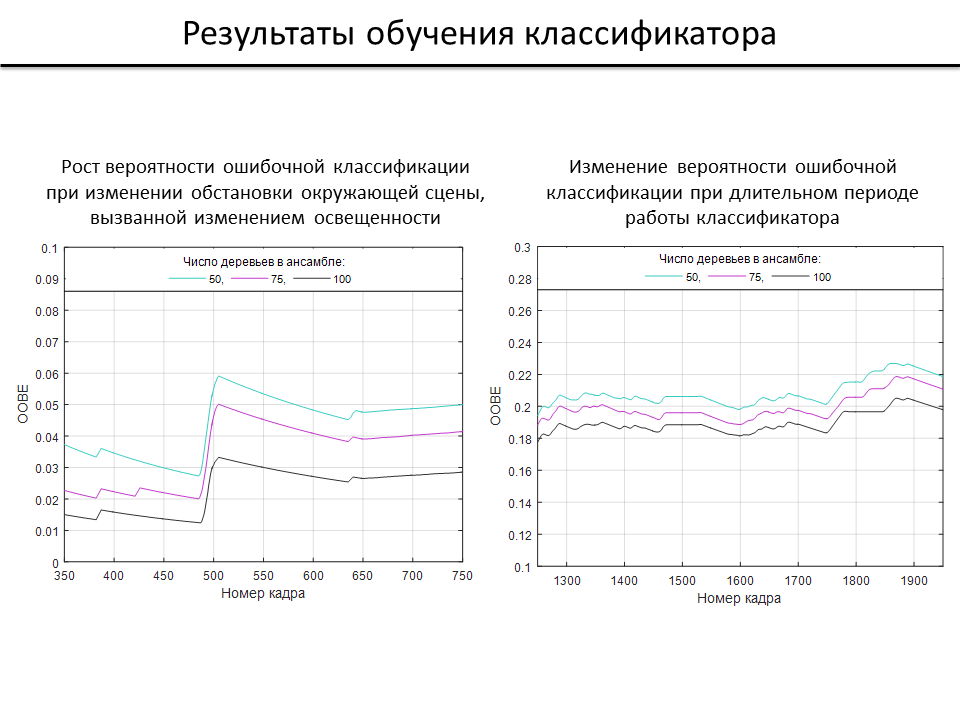 Результаты обучения классификатора
Рост вероятности ошибочной классификации
при изменении обстановки окружающей сцены,
вызванной изменением освещенности
0.1
0.09
0.08
0.07
0.06
0.05
0.04
0.03
0.02
0.01
0
OOBE
Число деревьев в ансамбле:
50, 75, 100
350 400 450 500 550 600 650 700 750
Номер кадра
Изменение вероятности ошибочной
классификации при длительном периоде
работы классификатора
0.3
0.28
0.26
0.24
0.22
0.2
0.18
0.16
0.14
0.12
0.1
OOBE
Число деревьев в ансамбле:
50, 75, 100
1300 1400 1500 1600 1700 1800 1900
Номер кадра